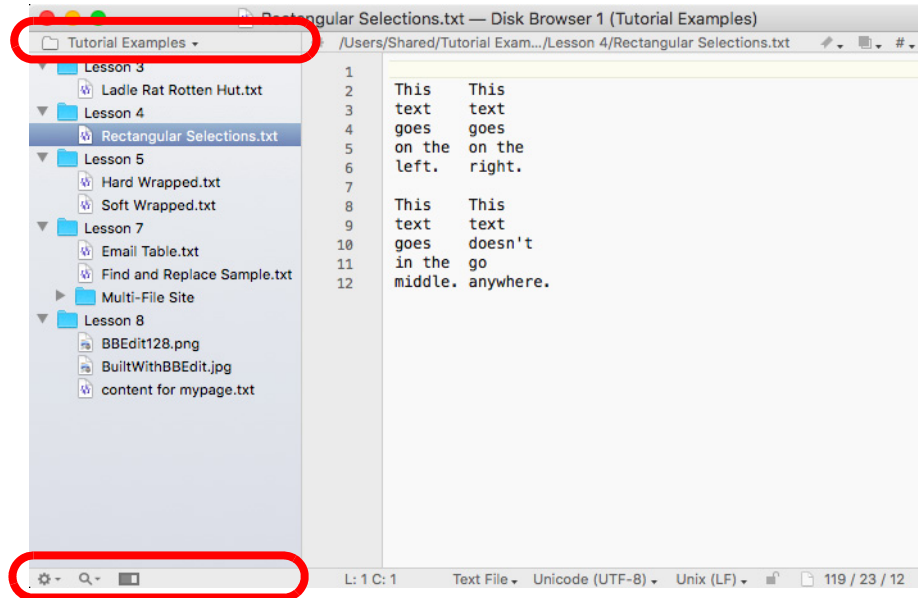 Rectangular Selections.txt — Disk Browser 1 (Tutorial Examples)
Tutorial Examples
/Users/Shared/Tutorial Exam.../Lesson 4/Rectangular Selections.txt
#
Lesson 3
Ladle Rat Rotten Hut.txt
Lesson 4
Rectangular Selections.txt
Lesson 5
Hard Wrapped.txt
Soft Wrapped.txt
Lesson 7
Email Table.txt
Find and Replace Sample.txt
Multi-File Site
Lesson 8
BBEdit128.png
BuiltWithBBEdit.jpg
content for mypage.txt
1
2 This This
3 text text
4 goes goes
5 on the on the
6 left. right.
7
8 This This
9 text text
10 goes doesn't
11 in the go
12 middle. anywhere.
L: 1 C: 1 Text File Unicode (UTF-8) Unix (LF) 119 / 23 / 12